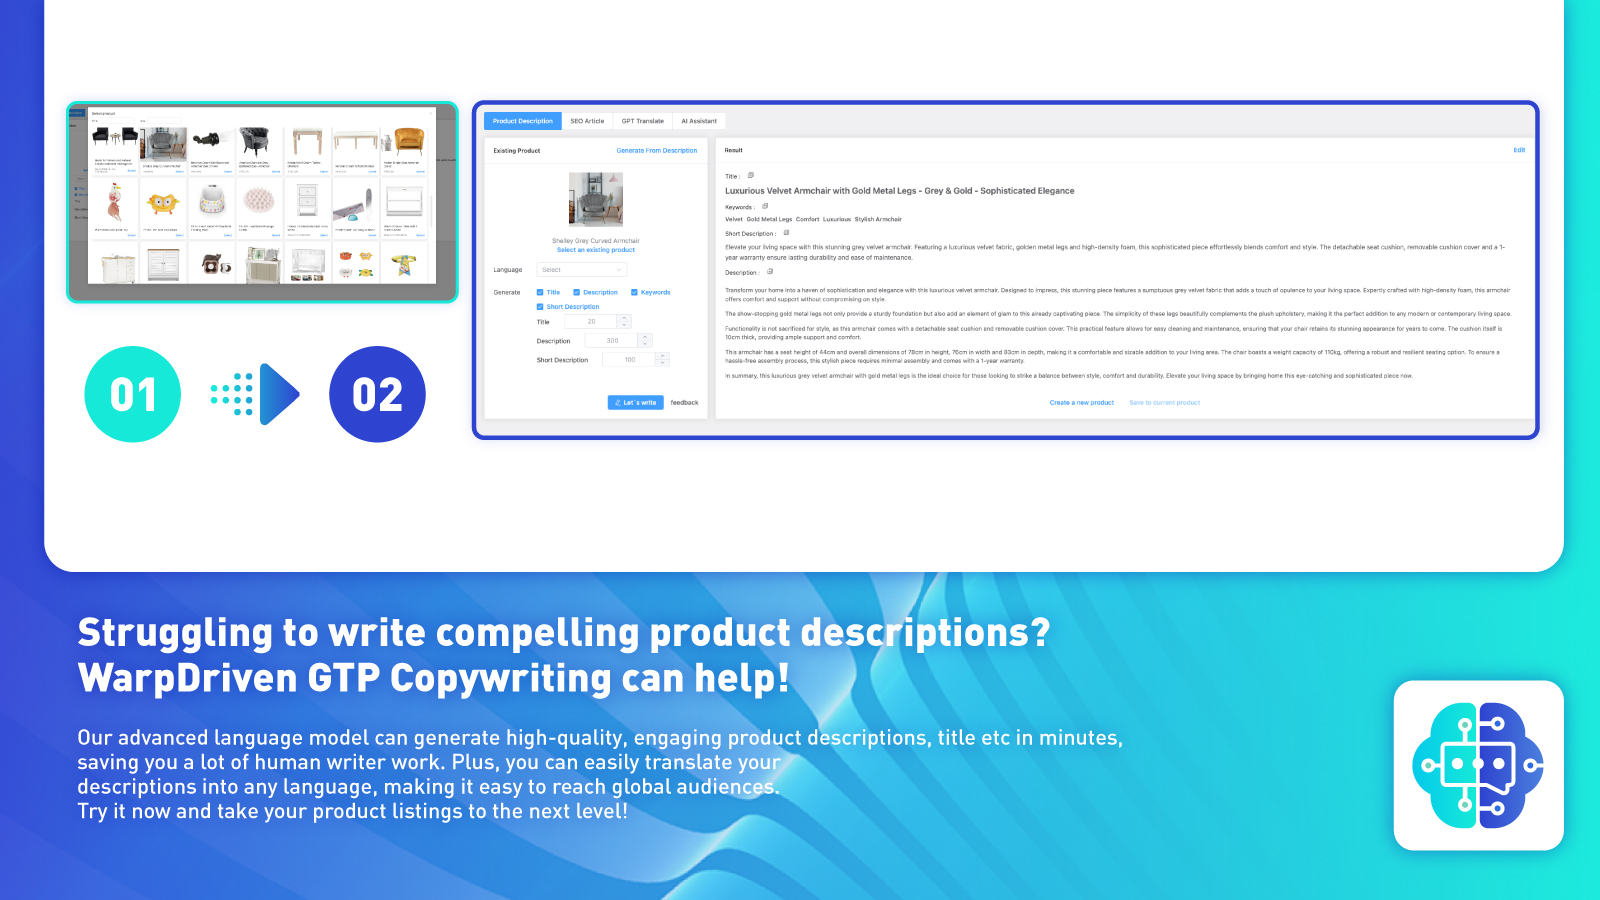 Select product
Product Description
SEO Article
GPT Translate
AI Assistant
Existing Product
Generate From Description
Shelley Grey Curved Armchair
Select an existing product
Language
Select
Generate
Title
Description
Keywords
Short Description
Title
20
Description
300
Short Description
100
Let's write
feedback
Result
Edit
Title :
Luxurious Velvet Armchair with Gold Metal Legs - Grey & Gold - Sophisticated Elegance
Keywords :
Velvet Gold Metal Legs Comfort Luxurious Stylish Armchair
Short Description :
Elevate your living space with this stunning grey velvet armchair. Featuring a luxurious velvet fabric, golden metal legs and high-density foam, this sophisticated piece effortlessly blends comfort and style. The detachable seat cushion, removable cushion cover and a 1-
year warranty ensure lasting durability and ease of maintenance.
Description :
Transform your home into a haven of sophistication and elegance with this luxurious velvet armchair. Designed to impress, this stunning piece features a sumptuous grey velvet fabric that adds a touch of opulence to your living space. Expertly crafted with high-density foam, this armchair
offers comfort and support without compromising on style.
The show-stopping gold metal legs not only provide a sturdy foundation but also add an element of glam to this already captivating piece. The simplicity of these legs beautifully complements the plush upholstery, making it the perfect addition to any modern or contemporary living space.
Functionality is not sacrificed for style, as this armchair comes with a detachable seat cushion and removable cushion cover. This practical feature allows for easy cleaning and maintenance, ensuring that your chair retains its stunning appearance for years to come. The cushion itself is
10cm thick, providing ample support and comfort.
This armchair has a seat height of 44cm and overall dimensions of 78cm in height, 76cm in width and 83cm in depth, making it a comfortable and sizable addition to your living area. The chair boasts a weight capacity of 110kg, offering a robust and resilient seating option. To ensure a
hassle-free assembly process, this stylish piece requires minimal assembly and comes with a 1-year warranty.
In summary, this luxurious grey velvet armchair with gold metal legs is the ideal choice for those looking to strike a balance between style, comfort and durability. Elevate your living space by bringing home this eye-catching and sophisticated piece now.
Create a new product
Save to current product
01
02
Struggling to write compelling product descriptions?
WarpDriven GTP Copywriting can help!
Our advanced language model can generate high-quality, engaging product descriptions, title etc in minutes,
saving you a lot of human writer work. Plus, you can easily translate your
descriptions into any language, making it easy to reach global audiences.
Try it now and take your product listings to the next level!